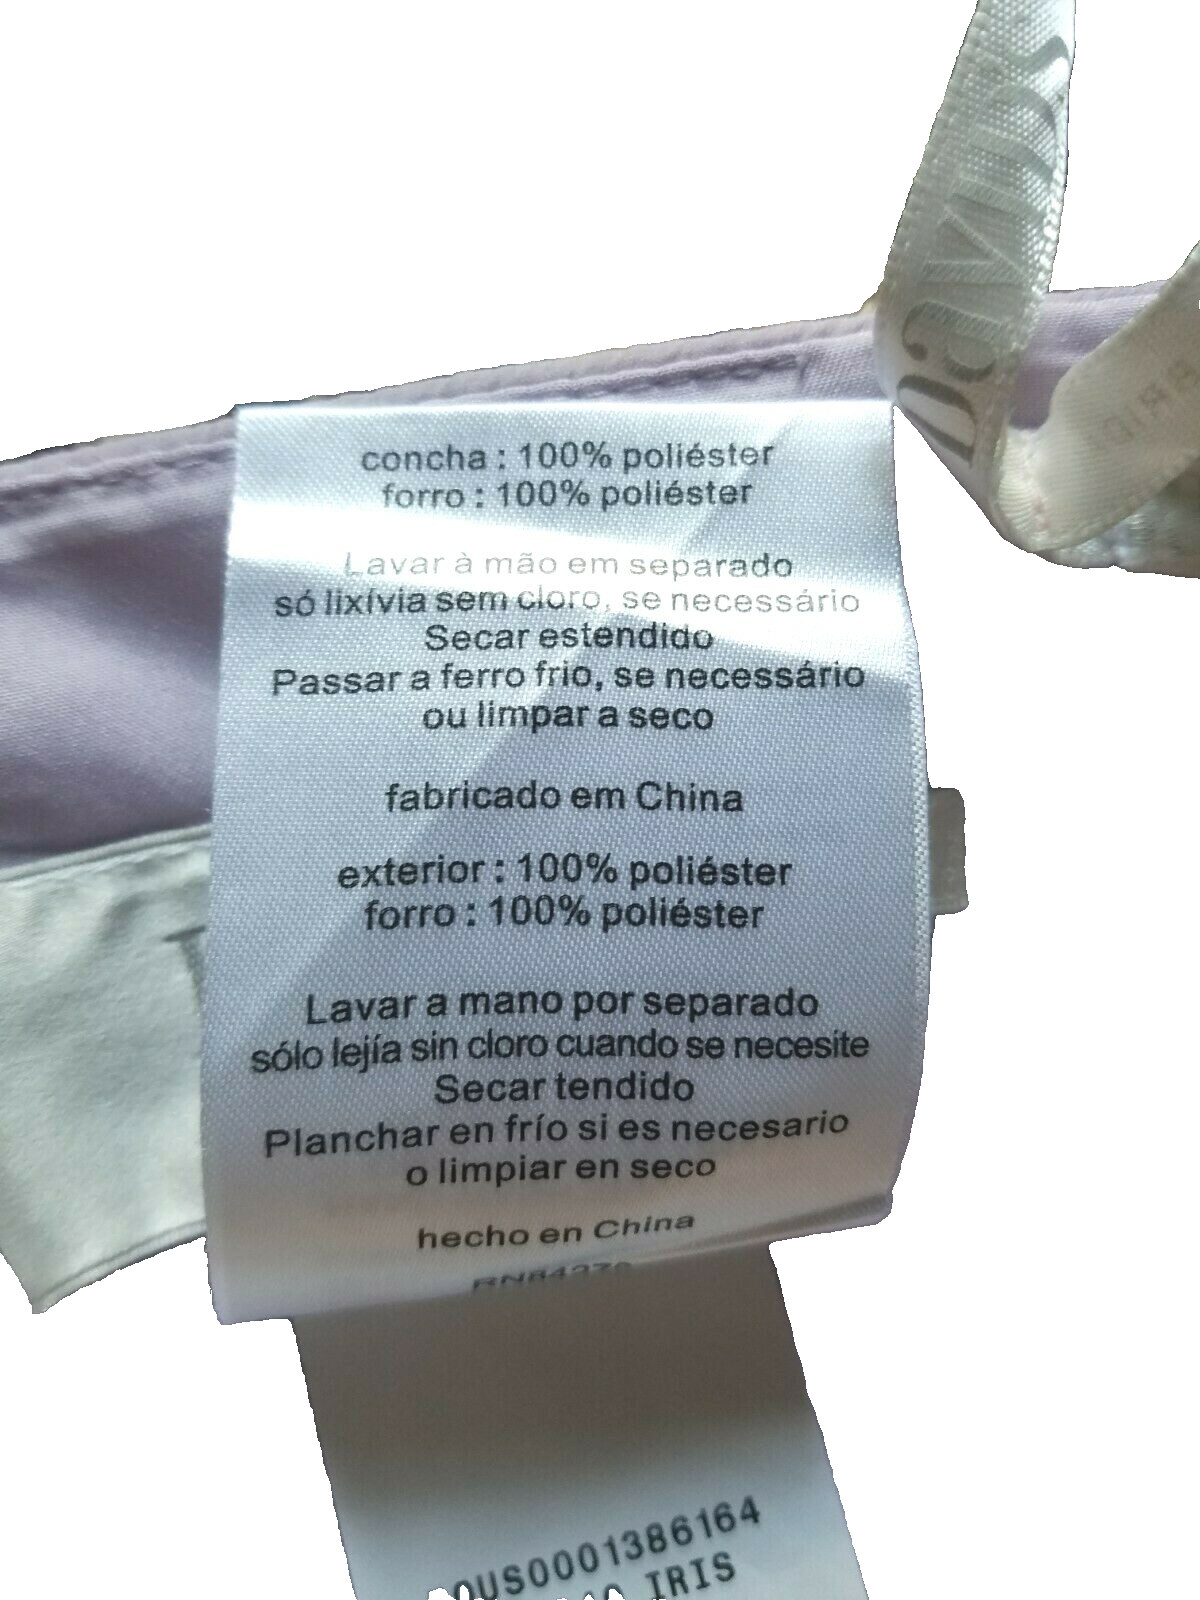 concha : 100% poliéster
forro : 100% poliéster
Lavar à mão em separado
só lixívia sem cloro, se necessário
Secar estendido
Passar a ferro frio, se necessário
ou limpar a seco
fabricado em China
exterior : 100% poliéster
forro : 100% poliéster
Lavar a mano por separado
sólo lejía sin cloro cuando se necesite
Secar tendido
Planchar en frío si es necesario
o limpiar en seco
hecho en China
OUS0001386164
IRIS